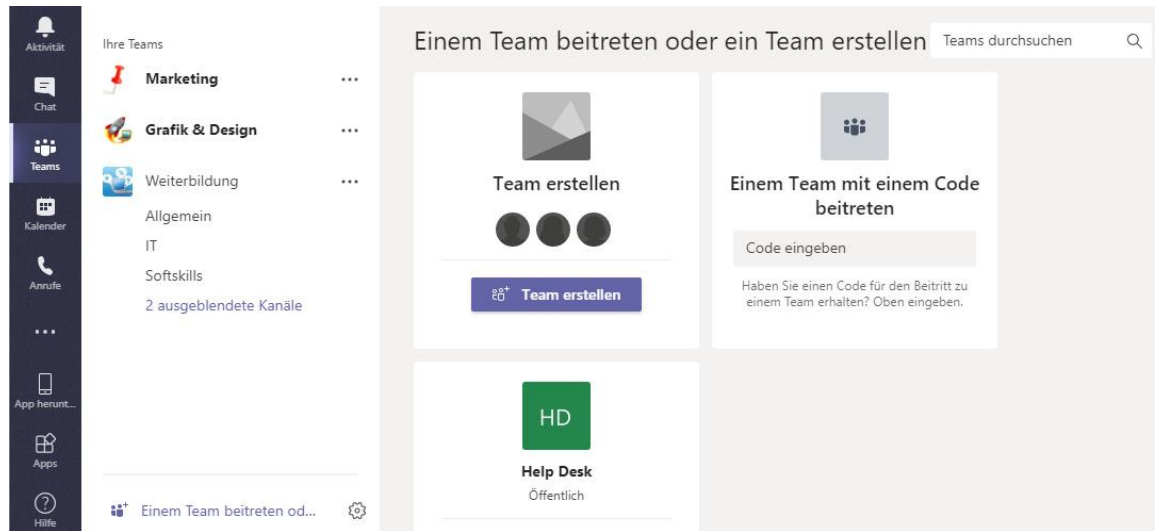 Aktivität
Chat
Teams
Kalender
Anrufe
App herunt...
Apps
Hilfe
Ihre Teams
Marketing
Grafik & Design
Weiterbildung
Allgemein
IT
Softskills
2 ausgeblendete Kanäle
Einem Team beitreten od...
Einem Team beitreten oder ein Team erstellen
Teams durchsuchen
Team erstellen
Team erstellen
Einem Team mit einem Code
beitreten
Code eingeben
Haben Sie einen Code für den Beitritt zu
einem Team erhalten? Oben eingeben.
HD
Help Desk
Öffentlich